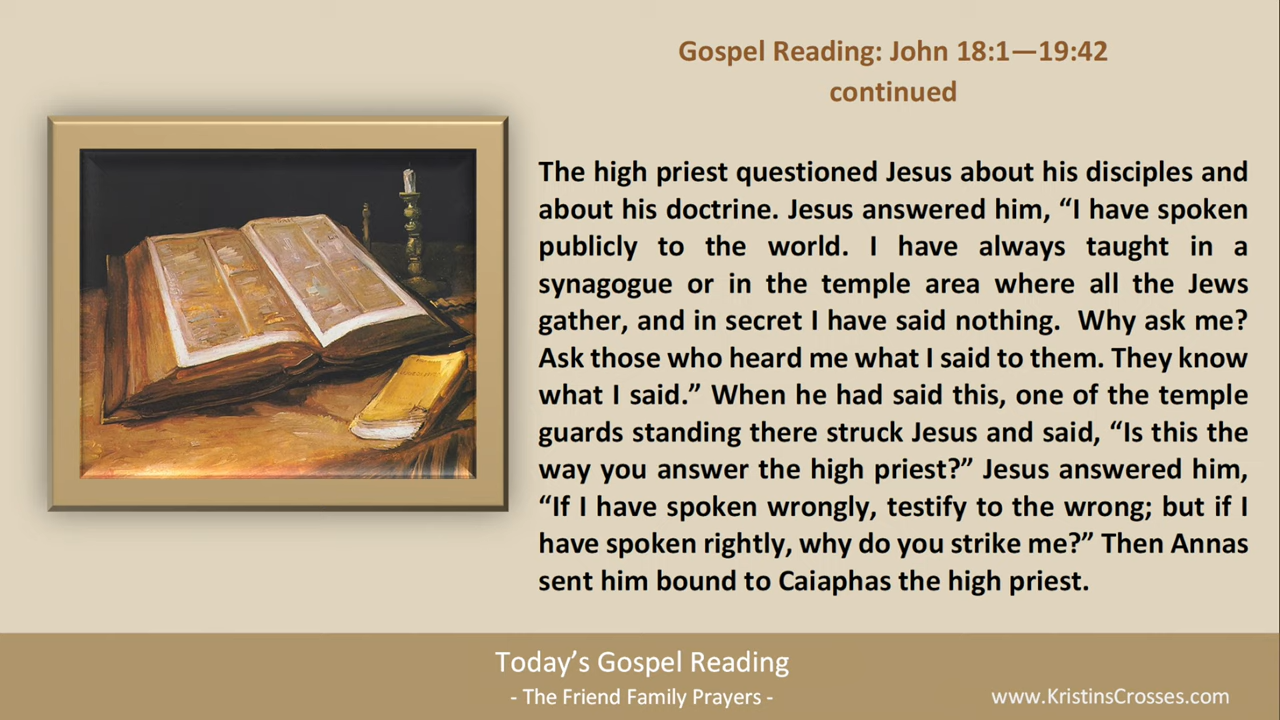 Gospel Reading: John 18:1—19:42
continued
The high priest questioned Jesus about his disciples and
about his doctrine. Jesus answered him, “I have spoken
publicly to the world. I have always taught in a
synagogue or in the temple area where all the Jews
gather, and in secret I have said nothing.  Why ask me?
Ask those who heard me what I said to them. They know
what I said.” When he had said this, one of the temple
guards standing there struck Jesus and said, “Is this the
way you answer the high priest?” Jesus answered him,
“If I have spoken wrongly, testify to the wrong; but if I
have spoken rightly, why do you strike me?” Then Annas
sent him bound to Caiaphas the high priest.
Today’s Gospel Reading
- The Friend Family Prayers -
www.KristinsCrosses.com